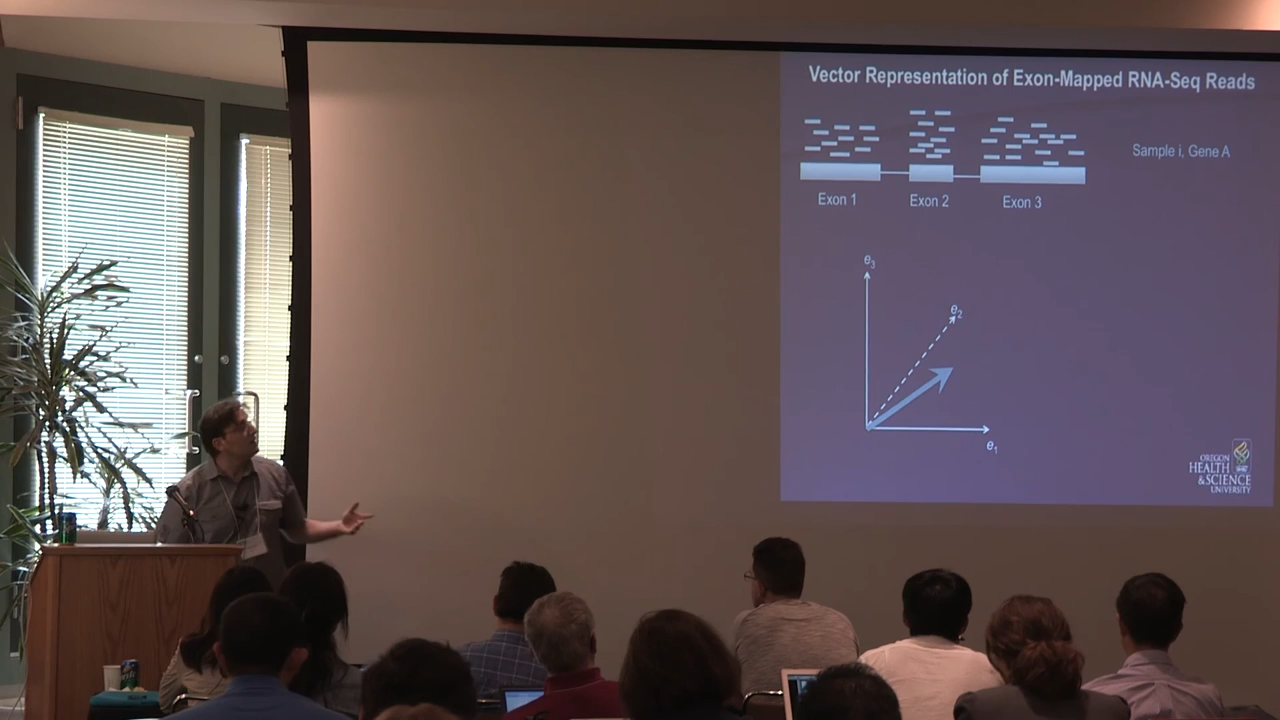 Vector Representation of Exon-Mapped RNA-Seq Reads
Sample i, Gene A
Exon 1 Exon 2 Exon 3
e3
e2
e1
OREGON
HEALTH
&SCIENCE
UNIVERSITY